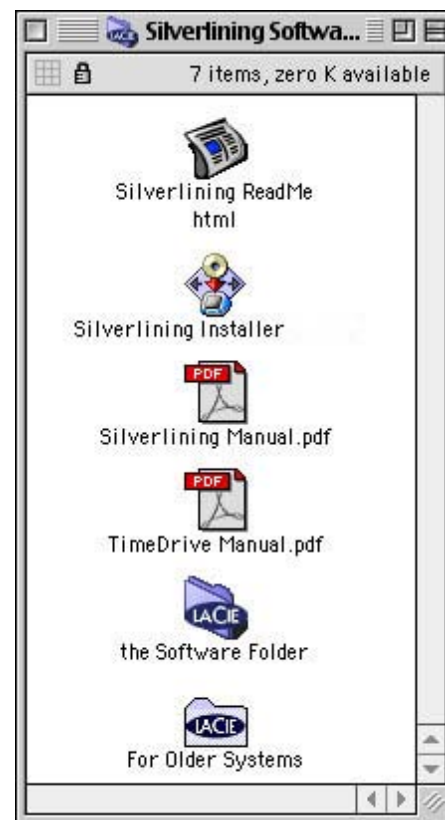 Silverlining Softwa...
7 items, zero K available
Silverlining ReadMe
html
Silverlining Installer
PDF
Silverlining Manual.pdf
PDF
TimeDrive Manual.pdf
LACIE
the Software Folder
LACIE
For Older Systems